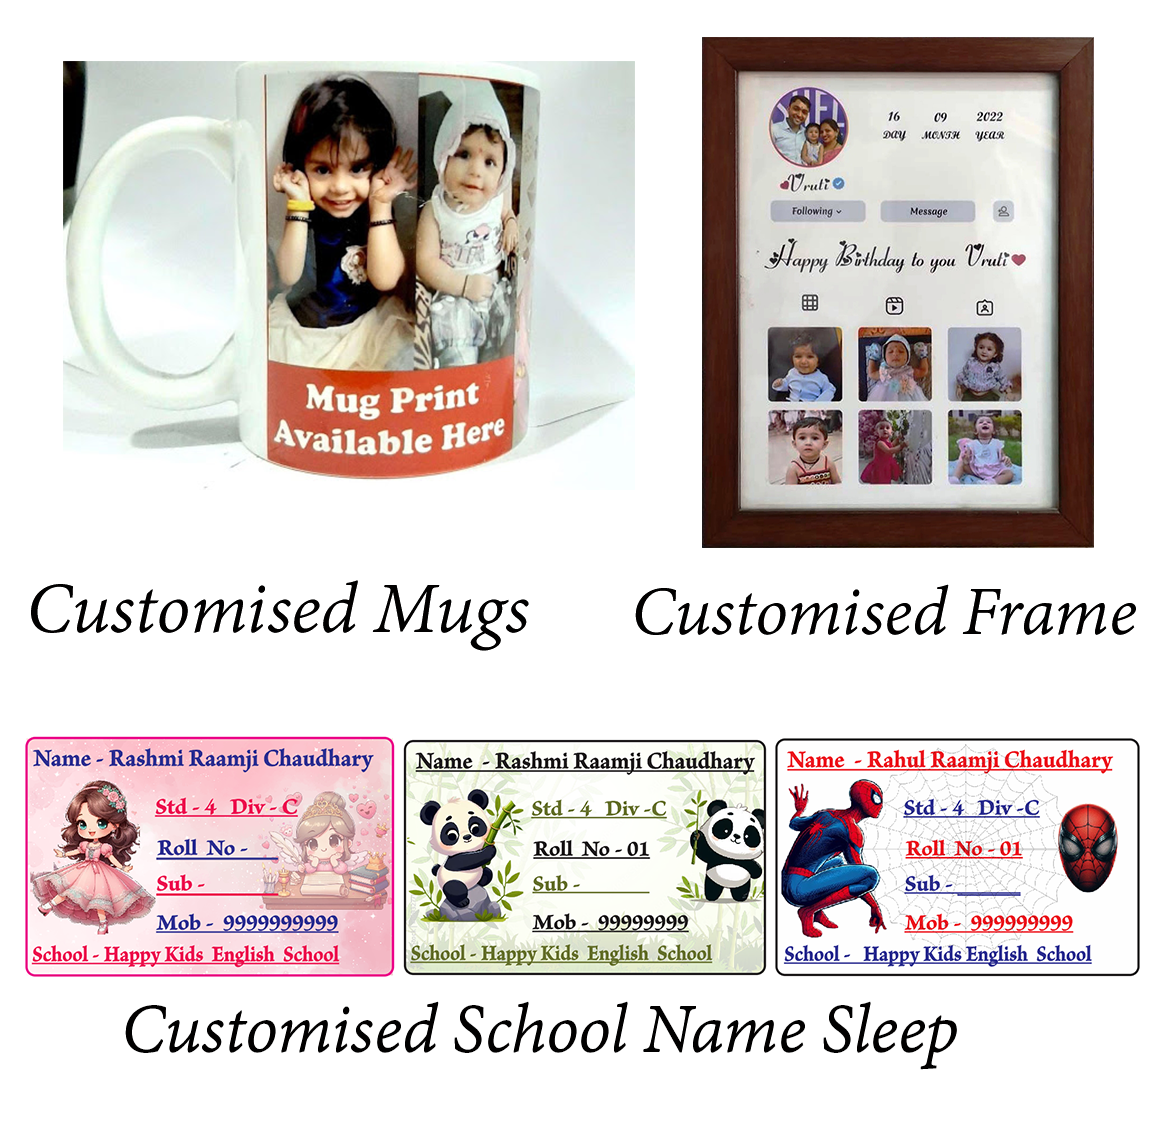 Mug Print
Available Here
SHEL
16 09 2022
DAY MONTH YEAR
Vruti
Following
Message
Happy Birthday to you Vruti
Customised Mugs
Customised Frame
Name - Rashmi Raamji Chaudhary
Std - 4 Div - C
Roll No -
Sub -
Mob - 9999999999
School - Happy Kids English School
Name - Rashmi Raamji Chaudhary
Std - 4 Div -C
Roll No - 01
Sub -
Mob - 99999999
School - Happy Kids English School
Name - Rahul Raamji Chaudhary
Std - 4 Div -C
Roll No - 01
Sub -
Mob - 999999999
School - Happy Kids English School
Customised School Name Sleep